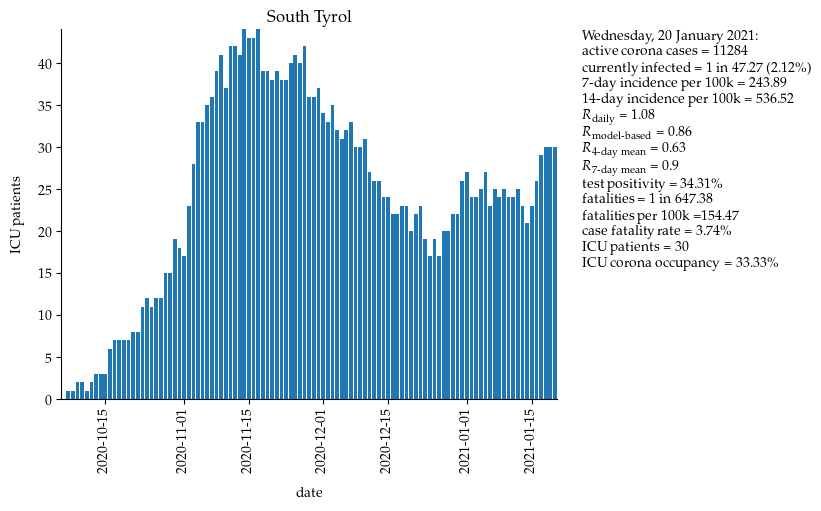 South Tyrol
ICU patients
40
35
30
25
20
15
10
5
0
2020-10-15
2020-11-01
2020-11-15
2020-12-01
2020-12-15
2021-01-01
2021-01-15
date
Wednesday, 20 January 2021:
active corona cases = 11284
currently infected = 1 in 47.27 (2.12%)
7-day incidence per 100k = 243.89
14-day incidence per 100k = 536.52
R daily = 1.08
R model-based = 0.86
R 4-day mean = 0.63
R 7-day mean = 0.9
test positivity = 34.31%
fatalities = 1 in 647.38
fatalities per 100k =154.47
case fatality rate = 3.74%
ICU patients = 30
ICU corona occupancy = 33.33%